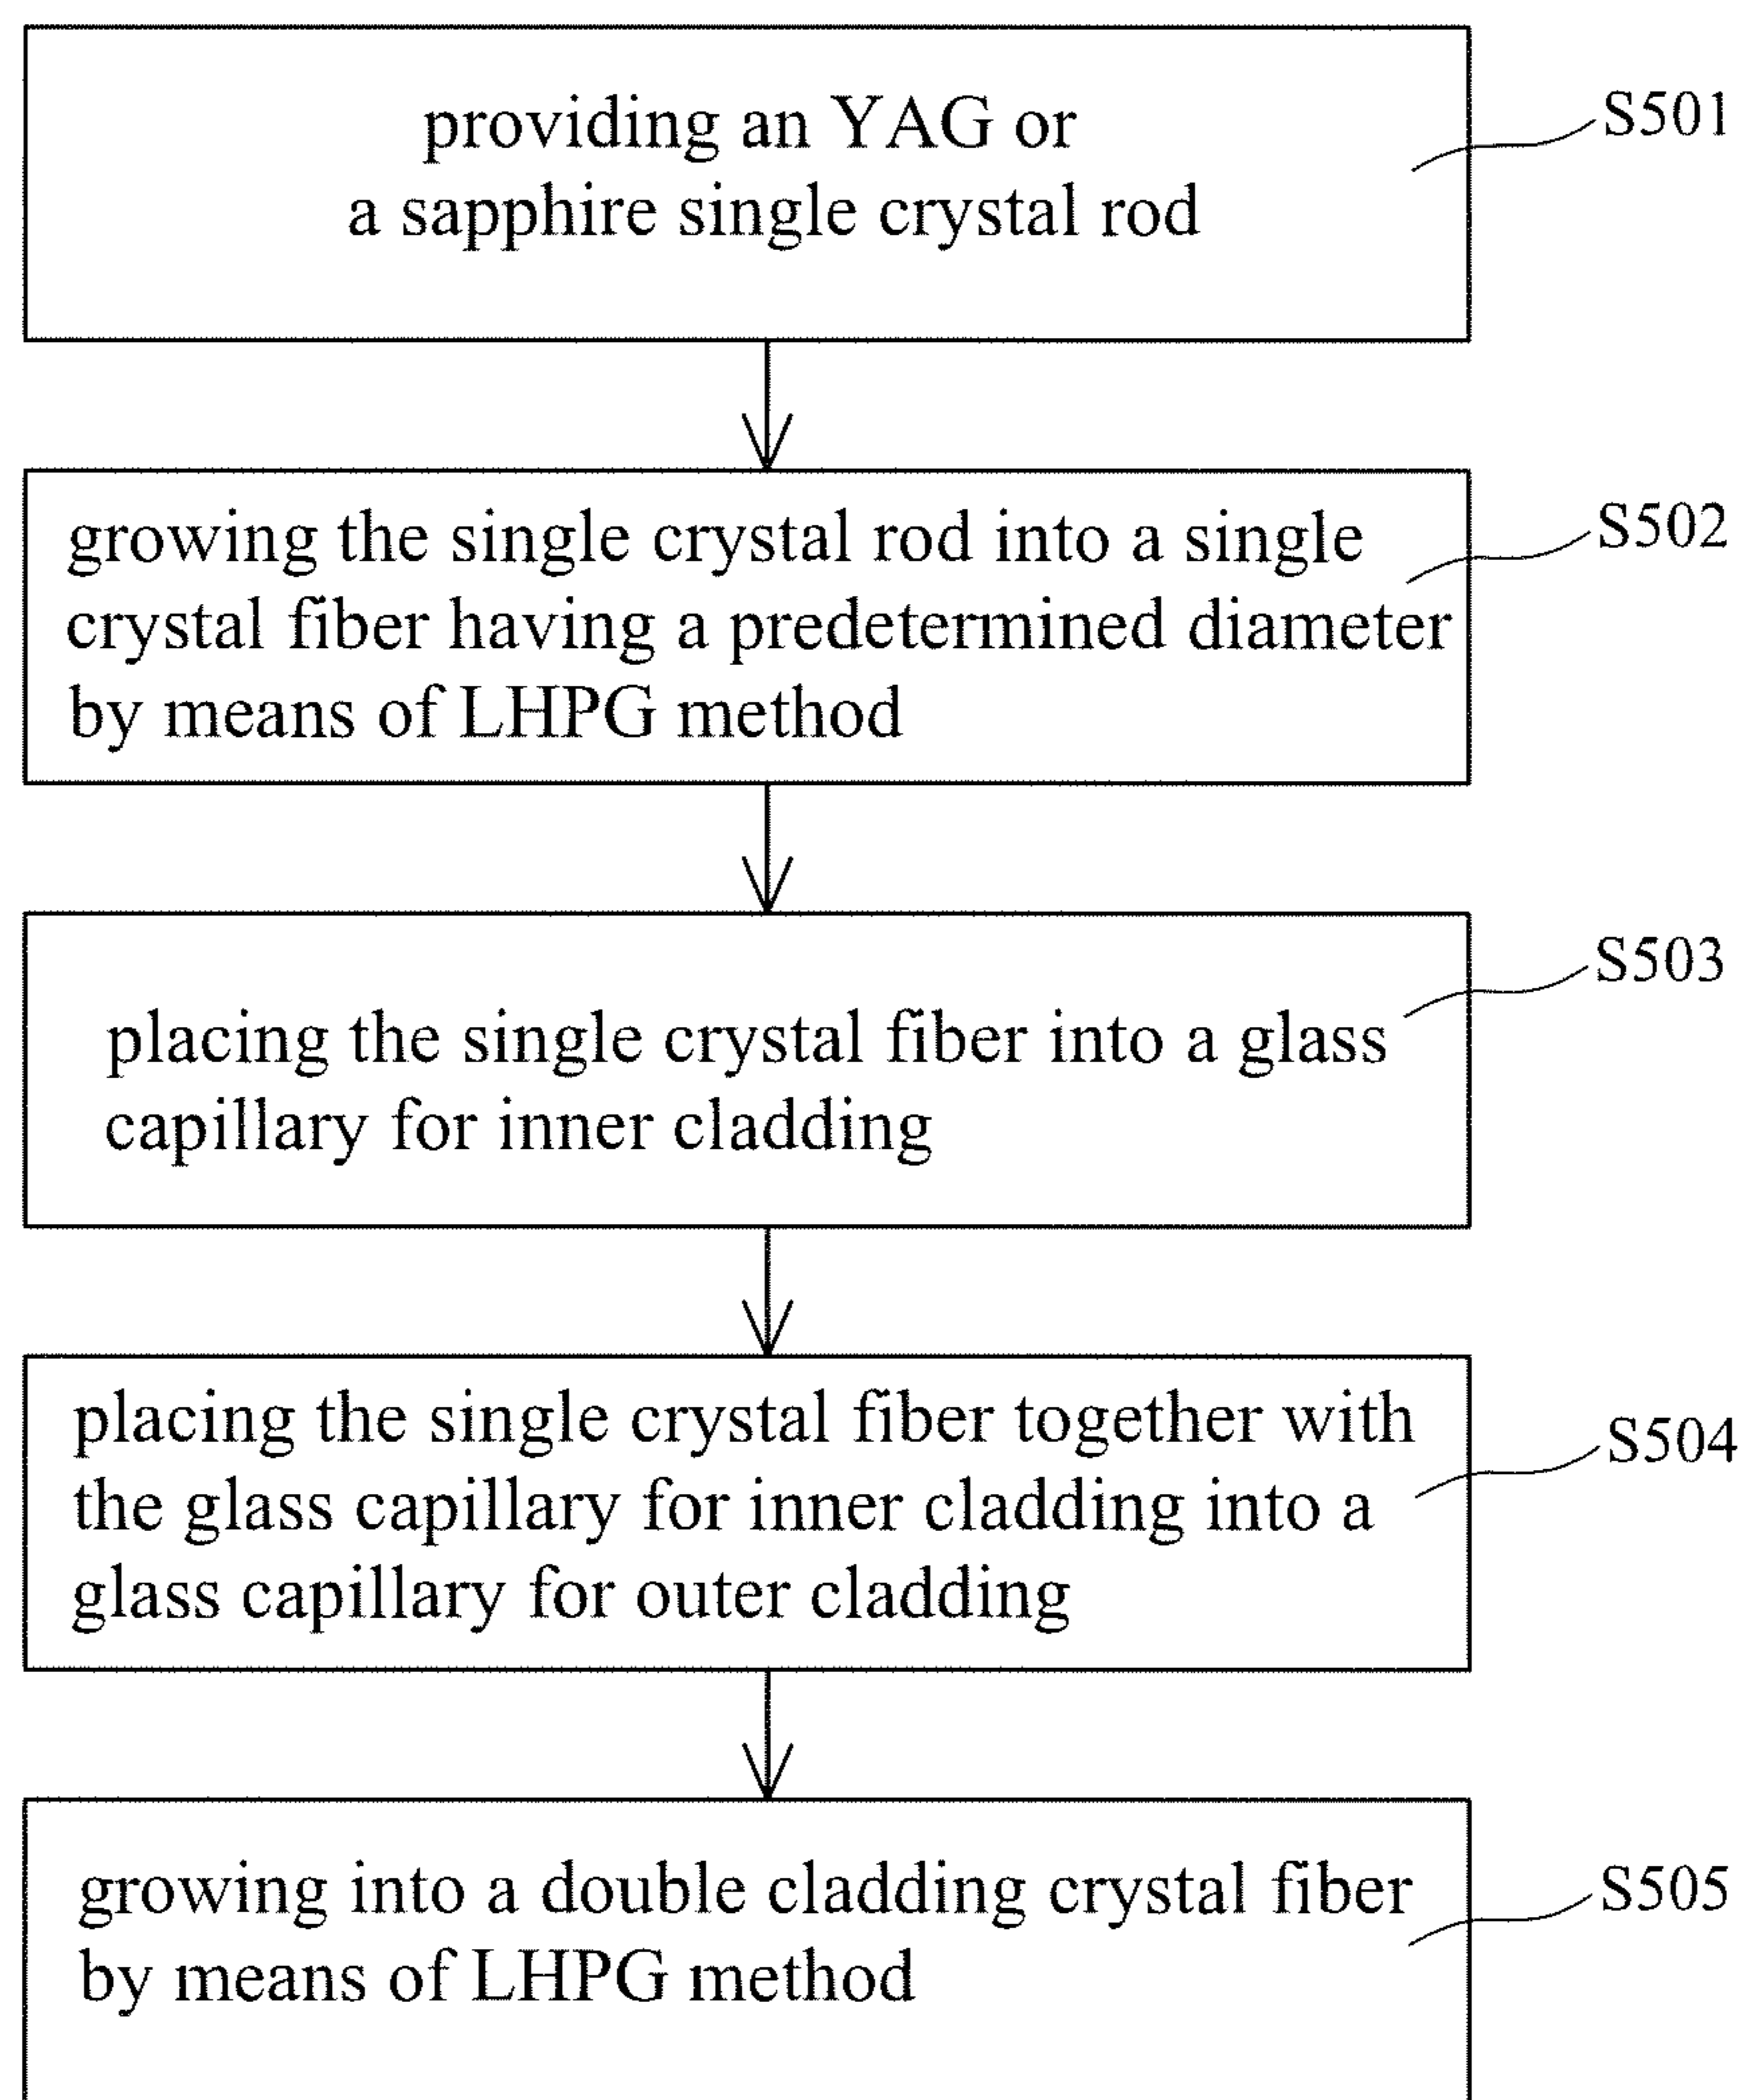 providing an YAG or
a sapphire single crystal rod
S501
growing the single crystal rod into a single
crystal fiber having a predetermined diameter
by means of LHPG method
S502
placing the single crystal fiber into a glass
capillary for inner cladding
S503
placing the single crystal fiber together with
the glass capillary for inner cladding into a
glass capillary for outer cladding
S504
growing into a double cladding crystal fiber
by means of LHPG method
S505